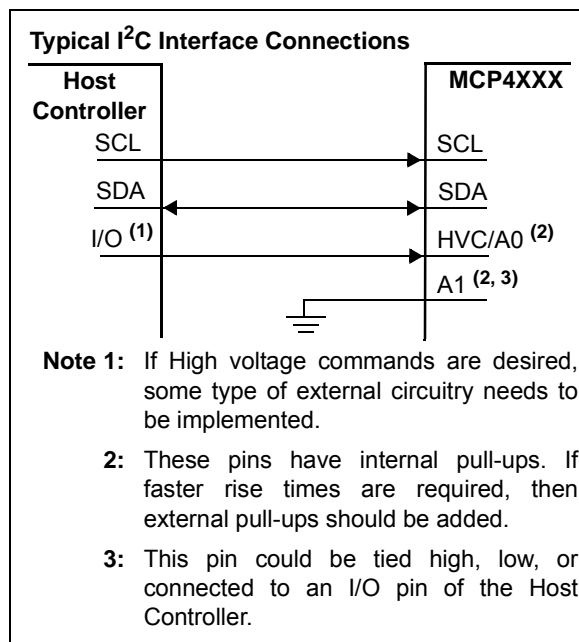 Typical I²C Interface Connections
Host
Controller
MCP4XXX
SCL
SCL
SDA
SDA
I/O (1)
HVC/A0 (2)
A1 (2, 3)
Note 1: If High voltage commands are desired,
some type of external circuitry needs to
be implemented.
2: These pins have internal pull-ups. If
faster rise times are required, then
external pull-ups should be added.
3: This pin could be tied high, low, or
connected to an I/O pin of the Host
Controller.